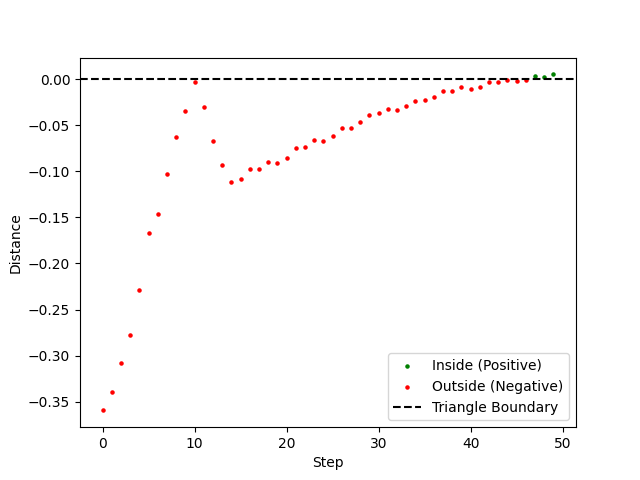 0.00
−0.05
−0.10
−0.15
−0.20
−0.25
−0.30
−0.35
Distance
0
10
20
30
40
50
Step
Inside (Positive)
Outside (Negative)
Triangle Boundary